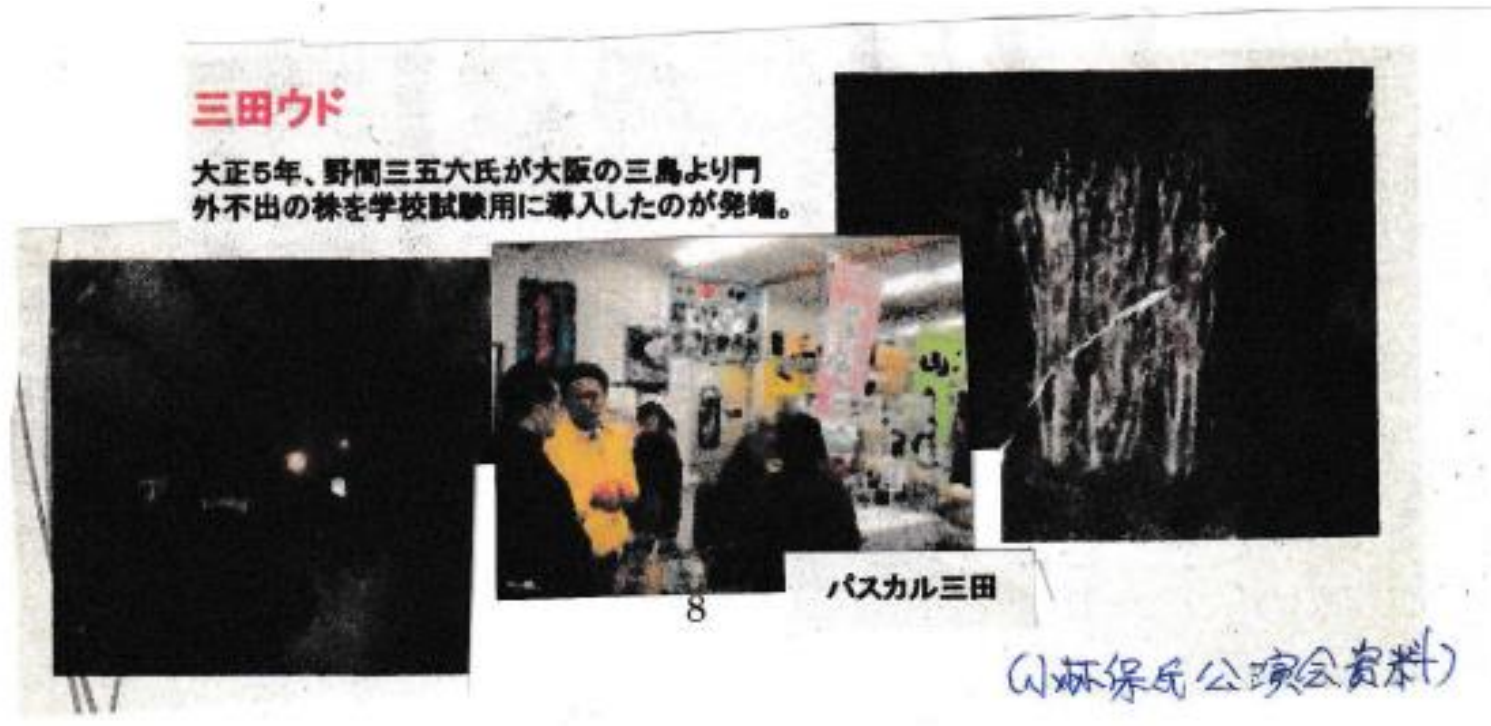 三田ウド
大正5年、野間三五六氏が大阪の三島より門
外不出の株を学校試験用に導入したのが発端。
山
パスカル三田
8
(小林保氏公演会資料)